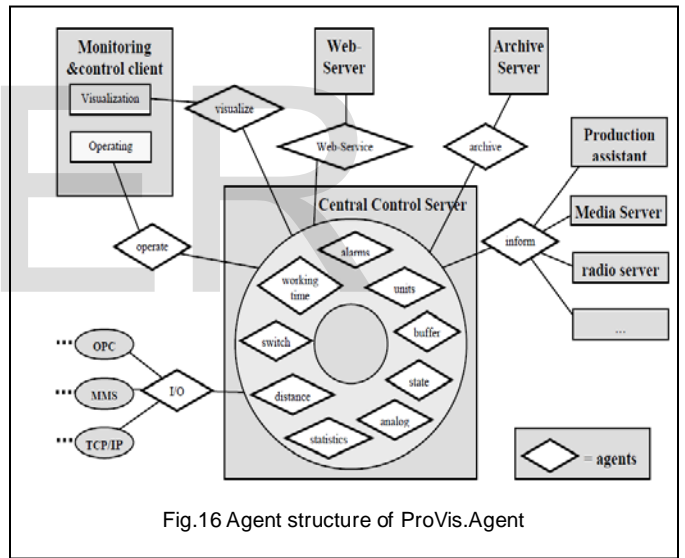 Monitoring
&control client
Visualization
Operating
Web-
Server
Archive
Server
visualize
Web-Service
archive
Production
assistant
Media Server
radio server
...
inform
operate
Central Control Server
alarms
working
time
units
switch
buffer
state
distance
analog
statistics
... OPC
... MMS
... TCP/IP
I/O
= agents
Fig.16 Agent structure of ProVis.Agent
ER